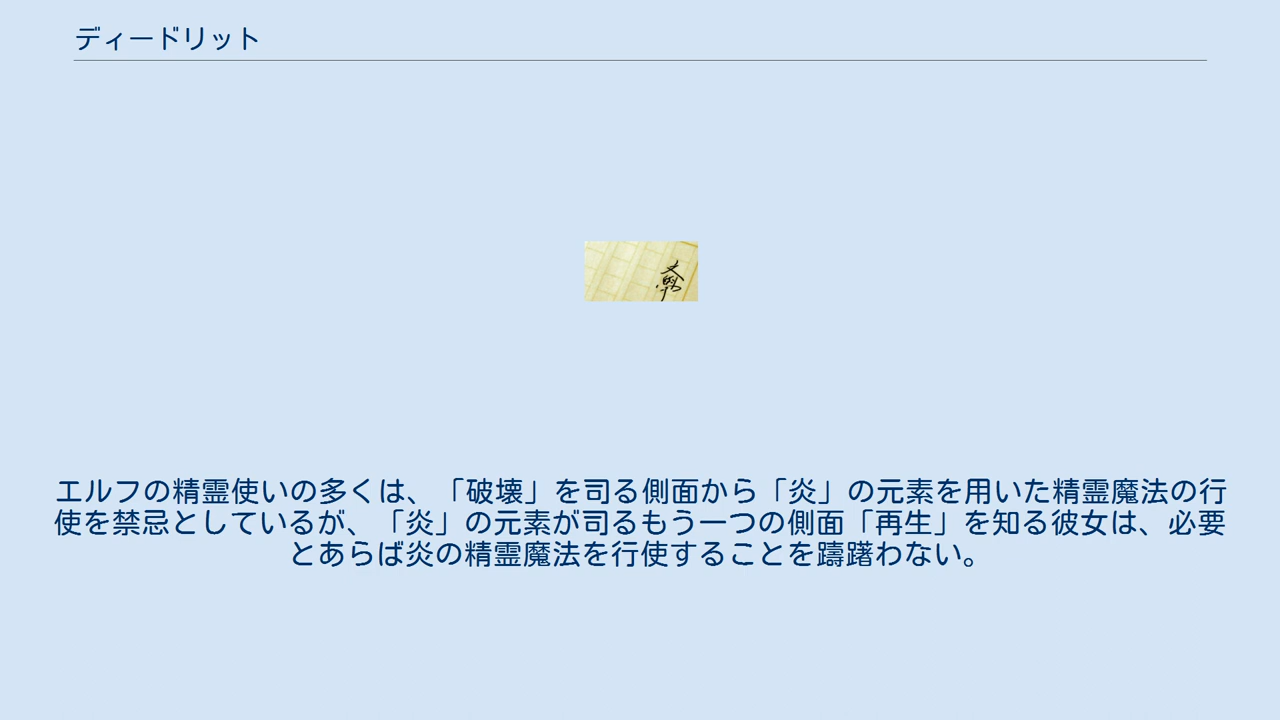 ディードリット
エルフの精霊使いの多くは、「破壊」を司る側面から「炎」の元素を用いた精霊魔法の行
使を禁忌としているが、「炎」の元素が司るもう一つの側面「再生」を知る彼女は、必要
とあらば炎の精霊魔法を行使することを躊躇わない。